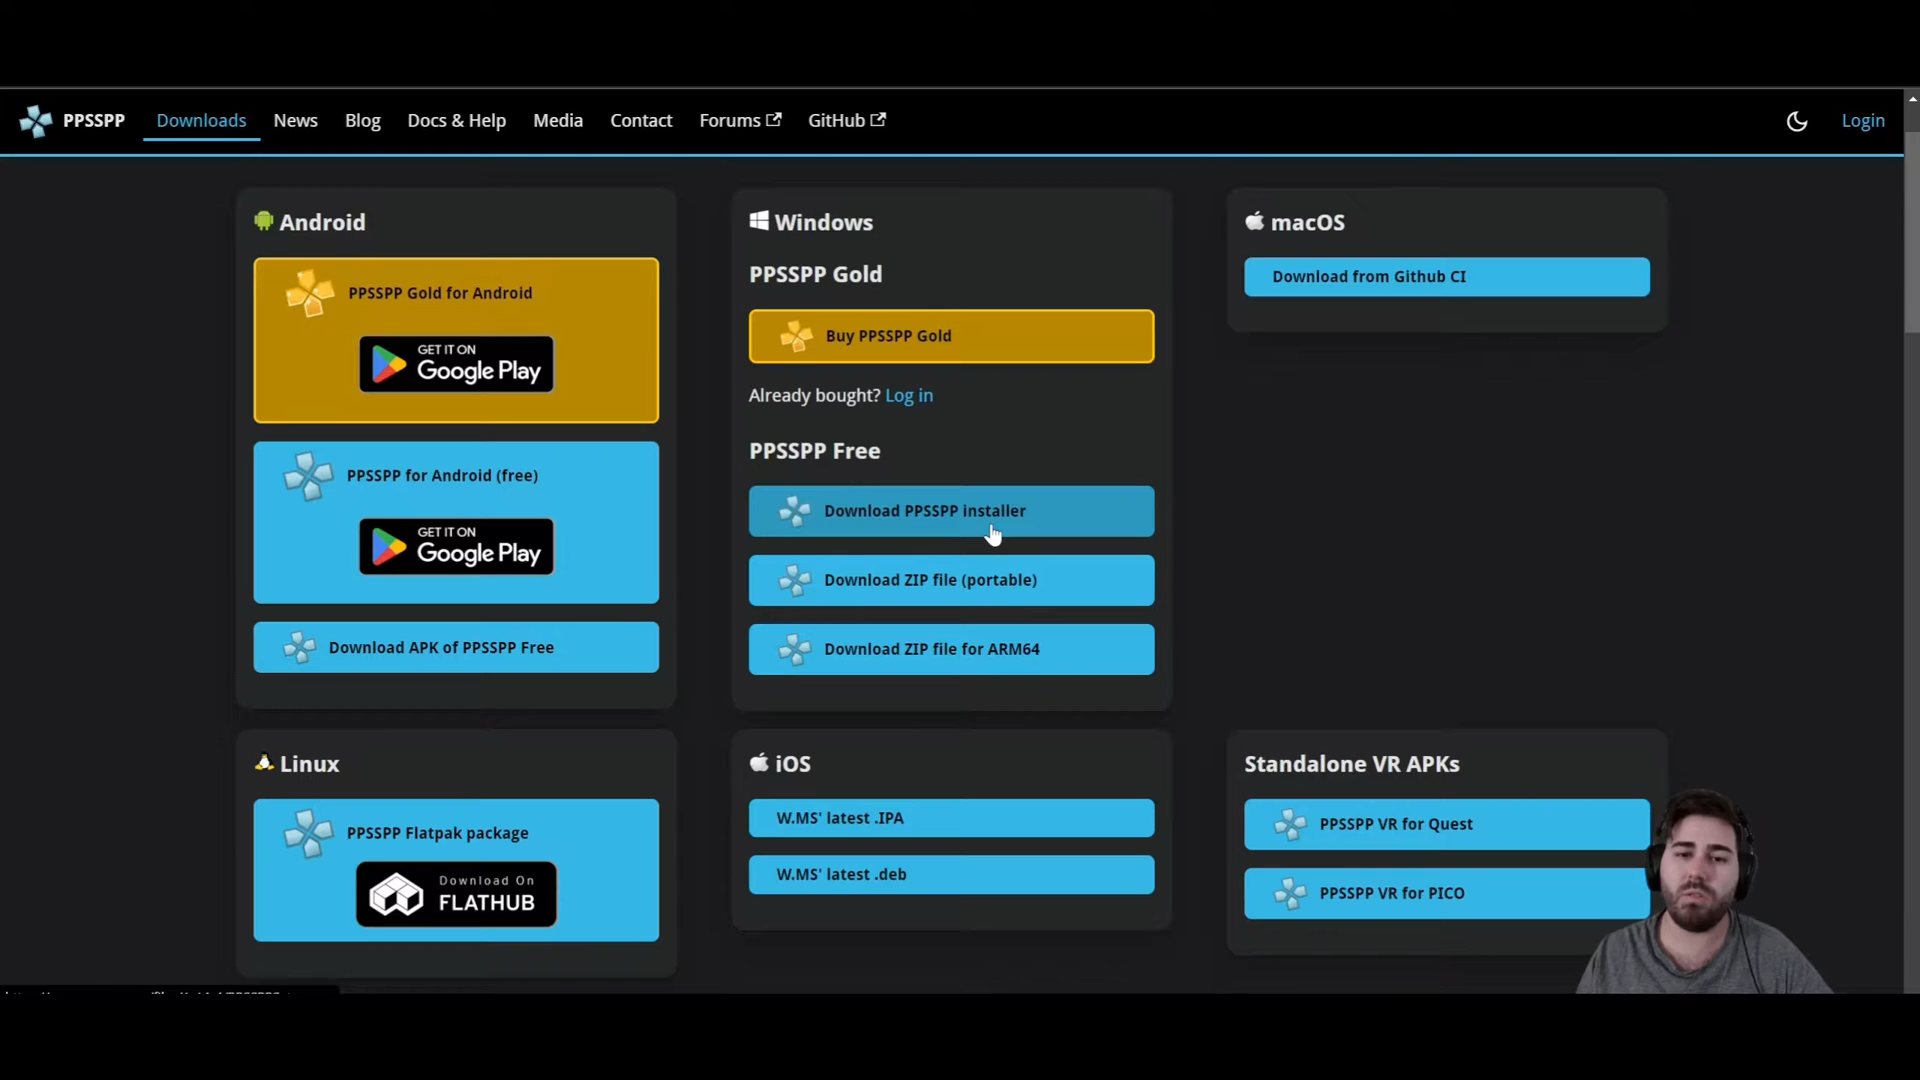 PPSSPP Downloads News Blog Docs & Help Media Contact Forums GitHub Login
Android
PPSSPP Gold for Android
GET IT ON
Google Play
PPSSPP for Android (free)
GET IT ON
Google Play
Download APK of PPSSPP Free
Windows
PPSSPP Gold
Buy PPSSPP Gold
Already bought? Log in
PPSSPP Free
Download PPSSPP installer
Download ZIP file (portable)
Download ZIP file for ARM64
macOS
Download from Github CI
Linux
PPSSPP Flatpak package
Download On
FLATHUB
iOS
W.MS' latest .IPA
W.MS' latest .deb
Standalone VR APKs
PPSSPP VR for Quest
PPSSPP VR for PICO